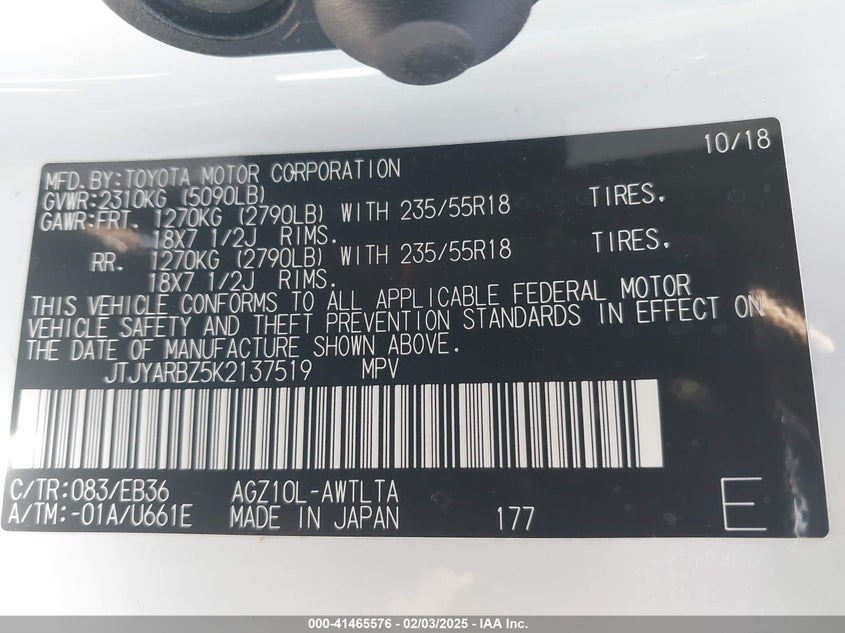 10/18
MFD.BY:TOYOTA MOTOR CORPORATION
GVWR:2310KG (5090LB)
GAWR:FRT. 1270KG (2790LB) WITH 235/55R18 TIRES.
18X7 1/2J RIMS.
RR. 1270KG (2790LB) WITH 235/55R18 TIRES.
18X7 1/2J RIMS.
THIS VEHICLE CONFORMS TO ALL APPLICABLE FEDERAL MOTOR
VEHICLE SAFETY AND THEFT PREVENTION STANDARDS IN EFFECT ON
THE DATE OF MANUFACTURE SHOWN ABOVE.
JTJYARBZ5K2137519 MPV
C/TR:083/EB36 AGZ10L-AWTLTA
A/TM:-01A/U661E MADE IN JAPAN 177 E
000-41465576 - 02/03/2025 - IAA Inc.